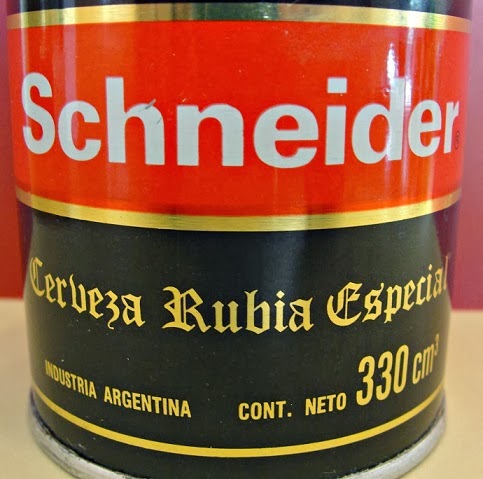 Schneider®
Cerveza Rubia Especial
INDUSTRIA ARGENTINA CONT. NETO 330 cm³